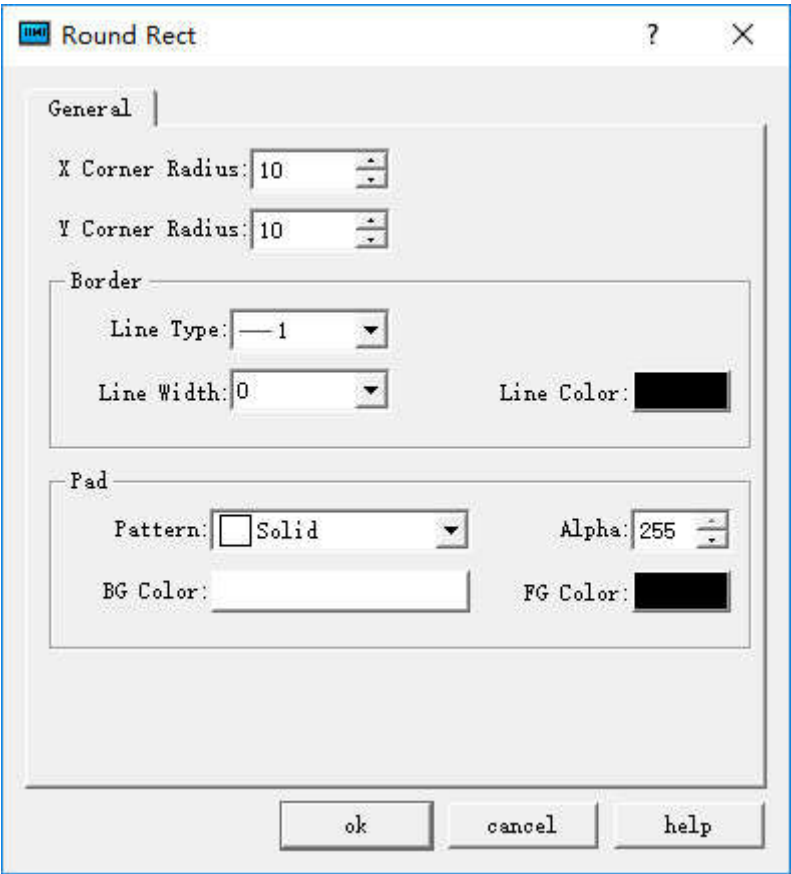 Round Rect ?
General
X Corner Radius: 10
Y Corner Radius: 10
Border
Line Type: 1
Line Width: 0 Line Color:
Pad
Pattern: Solid Alpha: 255
BG Color: FG Color:
ok cancel help